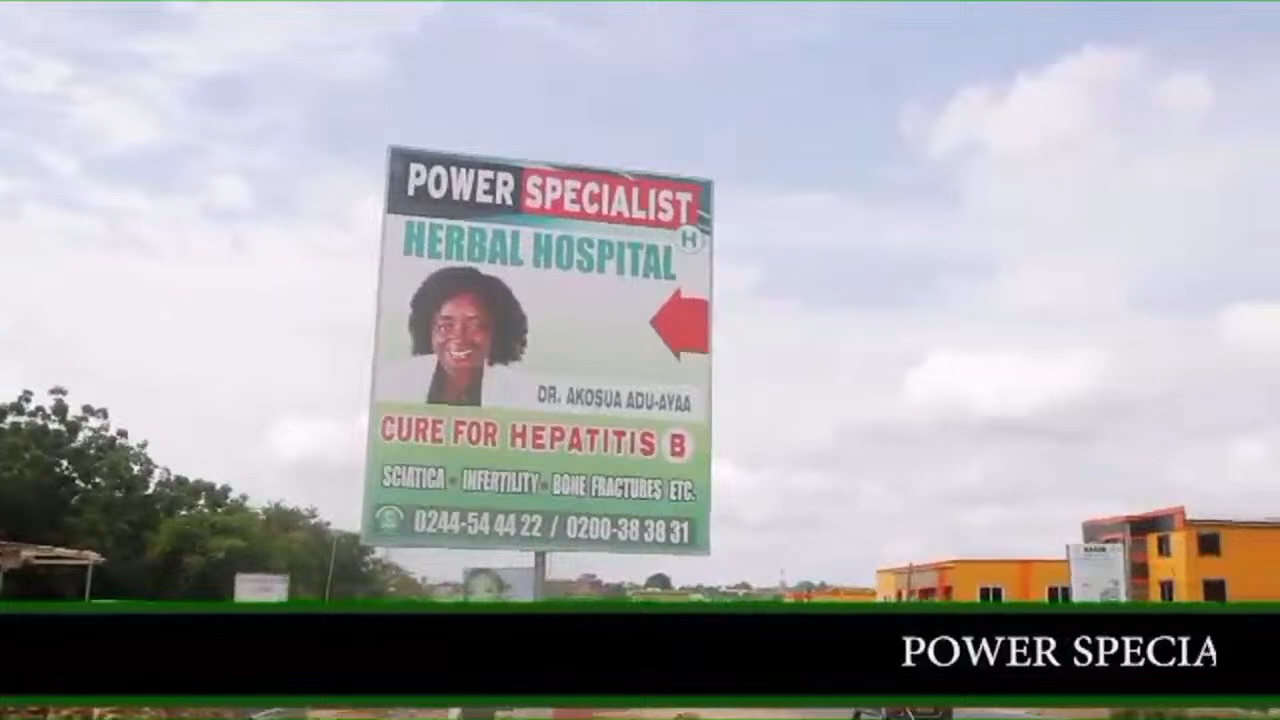 POWER SPECIALIST
HERBAL HOSPITAL
H
DR. AKOSUA ADU-AYAA
CURE FOR HEPATITIS B
SCIATICA - INFERTILITY - BONE FRACTURES ETC.
0244-54 44 22 / 0200-38 38 31
POWER SPECIA